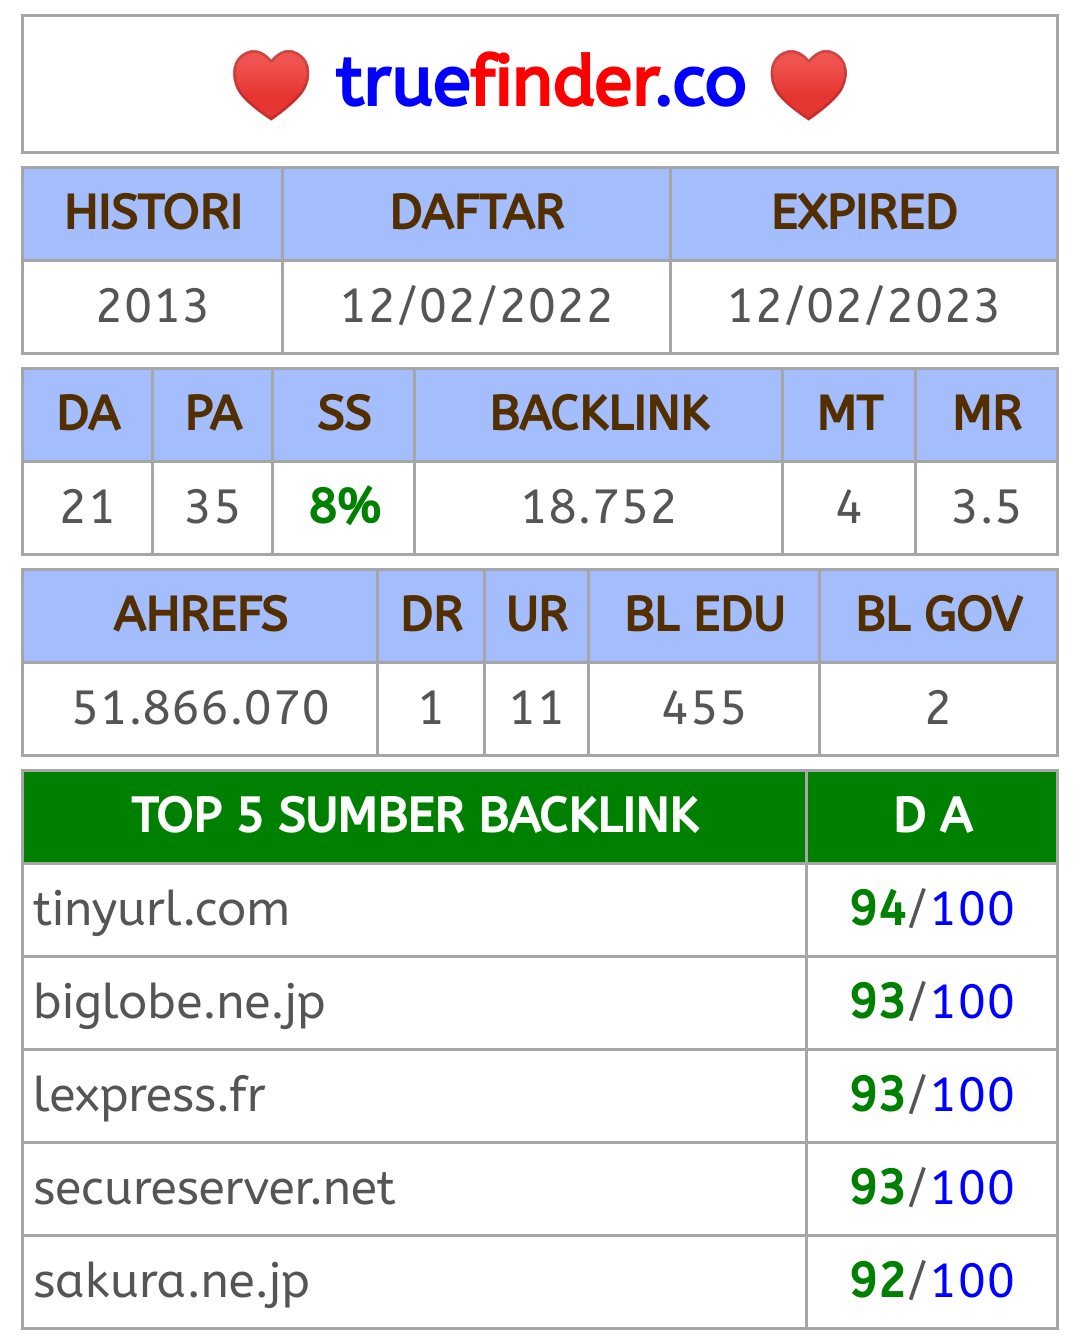 truefinder.co
HISTORI DAFTAR EXPIRED
2013 12/02/2022 12/02/2023
DA PA SS BACKLINK MT MR
21 35 8% 18.752 4 3.5
AHREFS DR UR BL EDU BL GOV
51.866.070 1 11 455 2
TOP 5 SUMBER BACKLINK D A
tinyurl.com 94/100
biglobe.ne.jp 93/100
lexpress.fr 93/100
secureserver.net 93/100
sakura.ne.jp 92/100